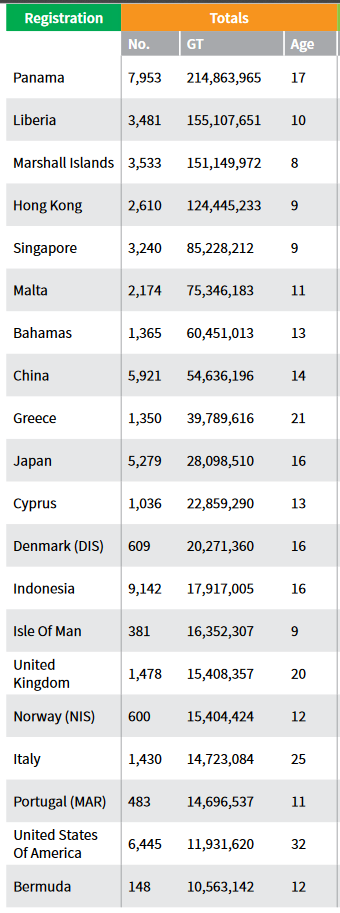 Registration Totals
No. GT Age
Panama 7,953 214,863,965 17
Liberia 3,481 155,107,651 10
Marshall Islands 3,533 151,149,972 8
Hong Kong 2,610 124,445,233 9
Singapore 3,240 85,228,212 9
Malta 2,174 75,346,183 11
Bahamas 1,365 60,451,013 13
China 5,921 54,636,196 14
Greece 1,350 39,789,616 21
Japan 5,279 28,098,510 16
Cyprus 1,036 22,859,290 13
Denmark (DIS) 609 20,271,360 16
Indonesia 9,142 17,917,005 16
Isle Of Man 381 16,352,307 9
United
Kingdom 1,478 15,408,357 20
Norway (NIS) 600 15,404,424 12
Italy 1,430 14,723,084 25
Portugal (MAR) 483 14,696,537 11
United States
Of America 6,445 11,931,620 32
Bermuda 148 10,563,142 12